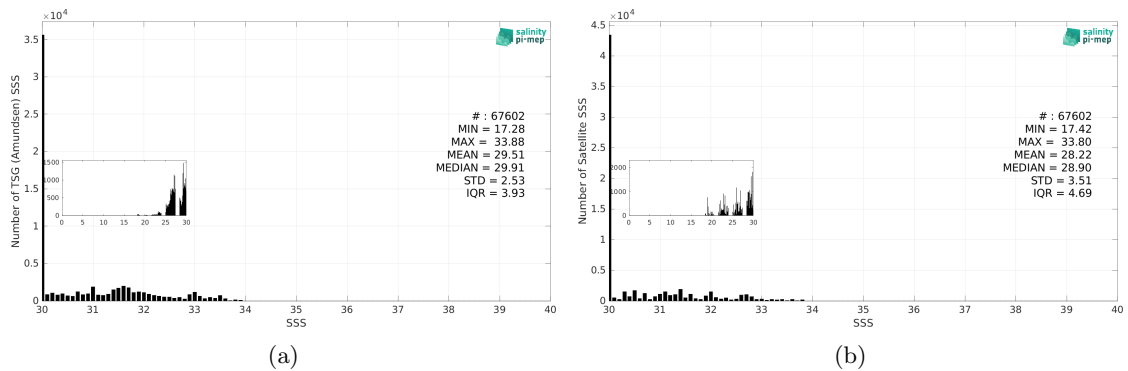 ×10⁴
3.5
3
2.5
2
1.5
1
0.5
0
Number of TSG (Amundsen) SSS
salinity
pi-mep
# : 67602
MIN = 17.28
MAX = 33.88
MEAN = 29.51
MEDIAN = 29.91
STD = 2.53
IQR = 3.93
1500
1000
500
0
0 5 10 15 20 25 30
30 31 32 33 34 35 36 37 38 39 40
SSS
(a)
×10⁴
4.5
4
3.5
3
2.5
2
1.5
1
0.5
0
Number of Satellite SSS
salinity
pi-mep
# : 67602
MIN = 17.42
MAX = 33.80
MEAN = 28.22
MEDIAN = 28.90
STD = 3.51
IQR = 4.69
2000
1000
0
0 5 10 15 20 25 30
30 31 32 33 34 35 36 37 38 39 40
SSS
(b)